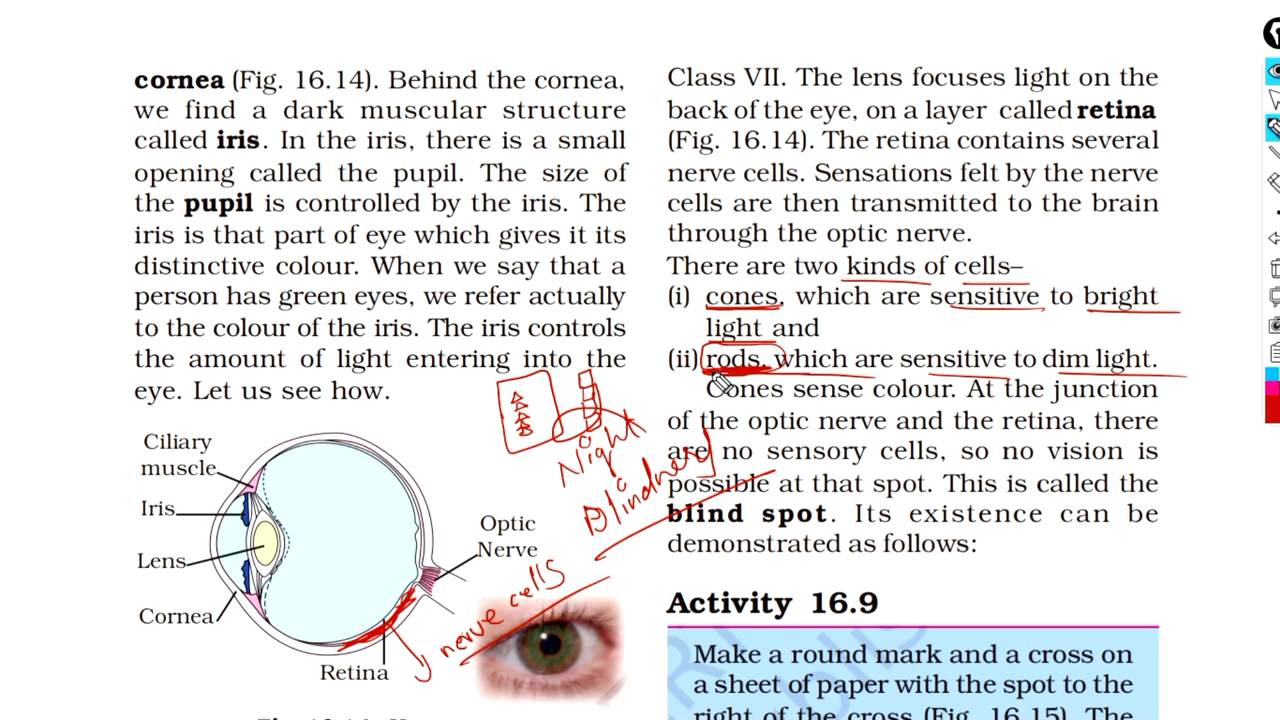 cornea (Fig. 16.14). Behind the cornea,
we find a dark muscular structure
called iris. In the iris, there is a small
opening called the pupil. The size of
the pupil is controlled by the iris. The
iris is that part of eye which gives it its
distinctive colour. When we say that a
person has green eyes, we refer actually
to the colour of the iris. The iris controls
the amount of light entering into the
eye. Let us see how.
Ciliary
muscle
Iris
Lens
Cornea
Retina
Optic
Nerve
nerve cells
Night
Blindness
Class VII. The lens focuses light on the
back of the eye, on a layer called retina
(Fig. 16.14). The retina contains several
nerve cells. Sensations felt by the nerve
cells are then transmitted to the brain
through the optic nerve.
There are two kinds of cells–
(i) cones, which are sensitive to bright
light and
(ii) rods, which are sensitive to dim light.
Cones sense colour. At the junction
of the optic nerve and the retina, there
are no sensory cells, so no vision is
possible at that spot. This is called the
blind spot. Its existence can be
demonstrated as follows:
Activity 16.9
Make a round mark and a cross on
a sheet of paper with the spot to the
right of the cross (Fig. 16.15). The